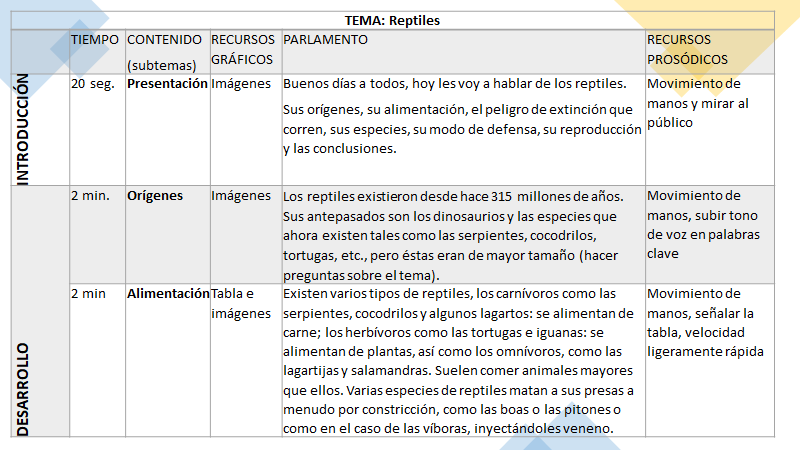 TEMA: Reptiles
TIEMPO CONTENIDO (subtemas) RECURSOS GRÁFICOS PARLAMENTO RECURSOS PROSÓDICOS
INTRODUCCIÓN
20 seg.
Presentación
Imágenes
Buenos días a todos, hoy les voy a hablar de los reptiles.
Sus orígenes, su alimentación, el peligro de extinción que
corren, sus especies, su modo de defensa, su reproducción
y las conclusiones.
Movimiento de
manos y mirar al
público
DESARROLLO
2 min.
Orígenes
Imágenes
Los reptiles existieron desde hace 315 millones de años.
Sus antepasados son los dinosaurios y las especies que
ahora existen tales como las serpientes, cocodrilos,
tortugas, etc., pero éstas eran de mayor tamaño (hacer
preguntas sobre el tema).
Movimiento de
manos, subir tono
de voz en palabras
clave
2 min
Alimentación
Tabla e
imágenes
Existen varios tipos de reptiles, los carnívoros como las
serpientes, cocodrilos y algunos lagartos: se alimentan de
carne; los herbívoros como las tortugas e iguanas: se
alimentan de plantas, así como los omnívoros, como las
lagartijas y salamandras. Suelen comer animales mayores
que ellos. Varias especies de reptiles matan a sus presas a
menudo por constricción, como las boas o las pitones o
como en el caso de las víboras, inyectándoles veneno.
Movimiento de
manos, señalar la
tabla, velocidad
ligeramente rápida